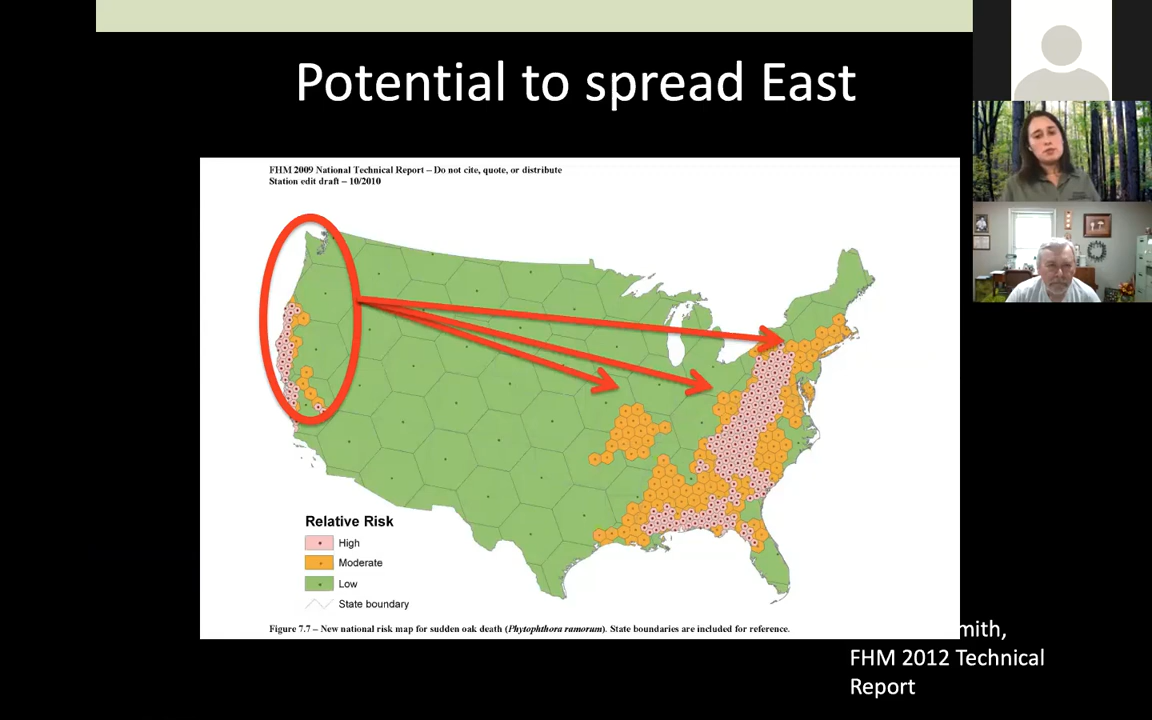 Potential to spread East
FHM 2009 National Technical Report – Do not cite, quote, or distribute
Station edit draft – 10/2010
Relative Risk
High
Moderate
Low
State boundary
Figure 7.7 – New national risk map for sudden oak death (Phytophthora ramorum). State boundaries are included for reference.
FHM 2012 Technical
Report